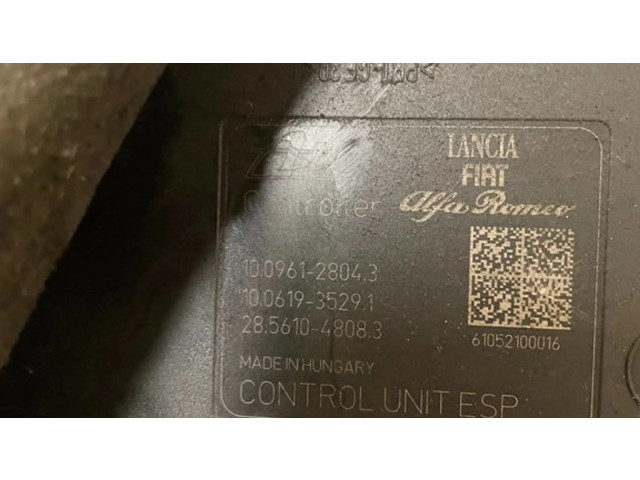 LANCIA
FIAT
Controller Alfa Romeo
10.0961-2804.3
10.0619-3529.1
28.5610-4808.3
61052100016
MADE IN HUNGARY
CONTROL UNIT ESP